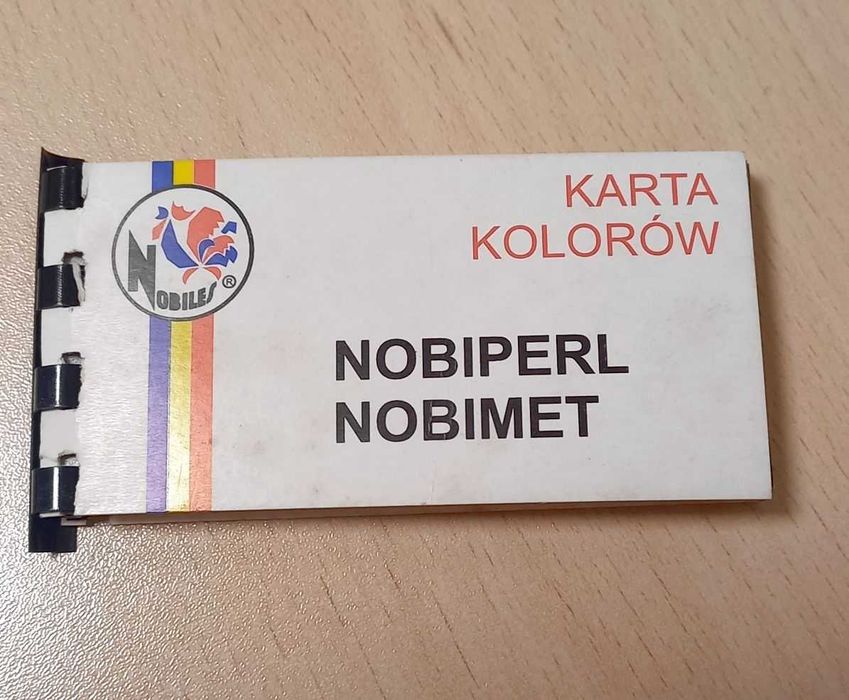 KARTA
KOLORÓW
NOBILES ®
NOBIPERL
NOBIMET